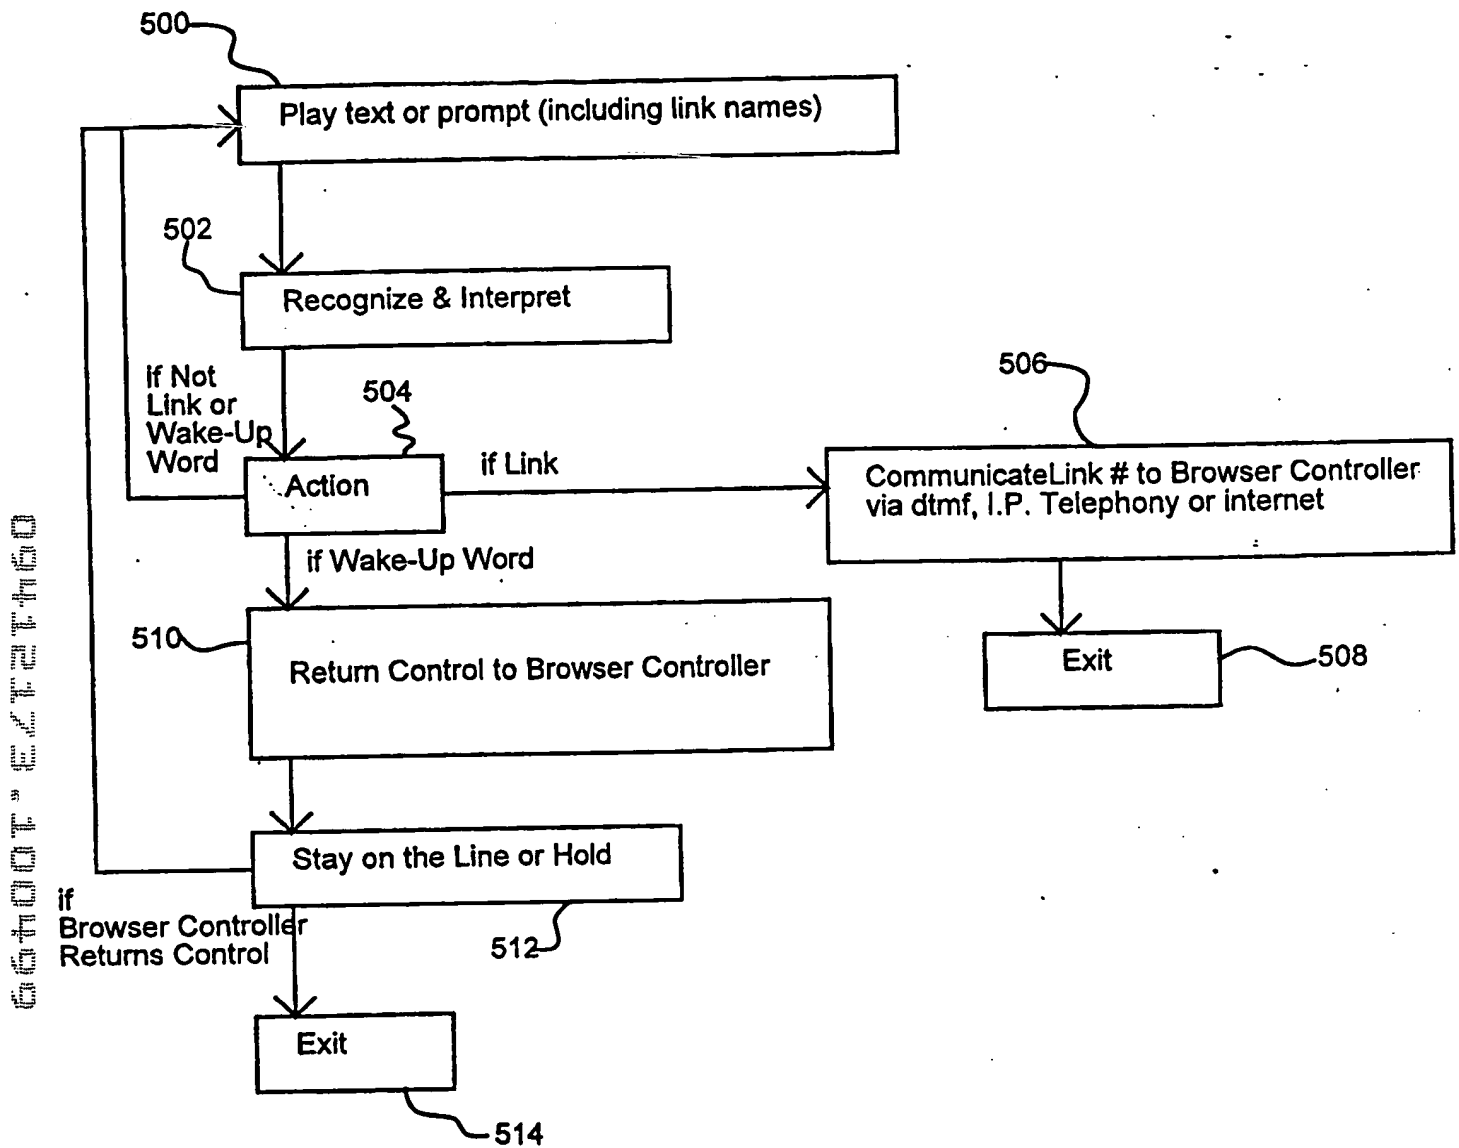 500
Play text or prompt (including link names)
502
Recognize & Interpret
if Not
Link or
Wake-Up
Word
504
Action
if Link
506
CommunicateLink # to Browser Controller
via dtmf, I.P. Telephony or internet
if Wake-Up Word
510
Return Control to Browser Controller
Exit
508
Stay on the Line or Hold
512
if
Browser Controller
Returns Control
Exit
514
09412173.100499